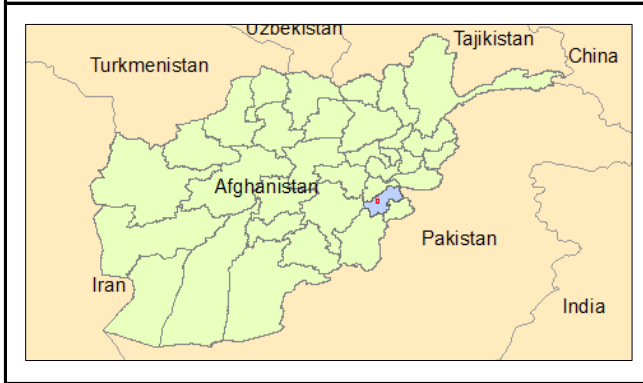 Uzbekistan
Tajikistan
China
Turkmenistan
Afghanistan
Pakistan
Iran
India